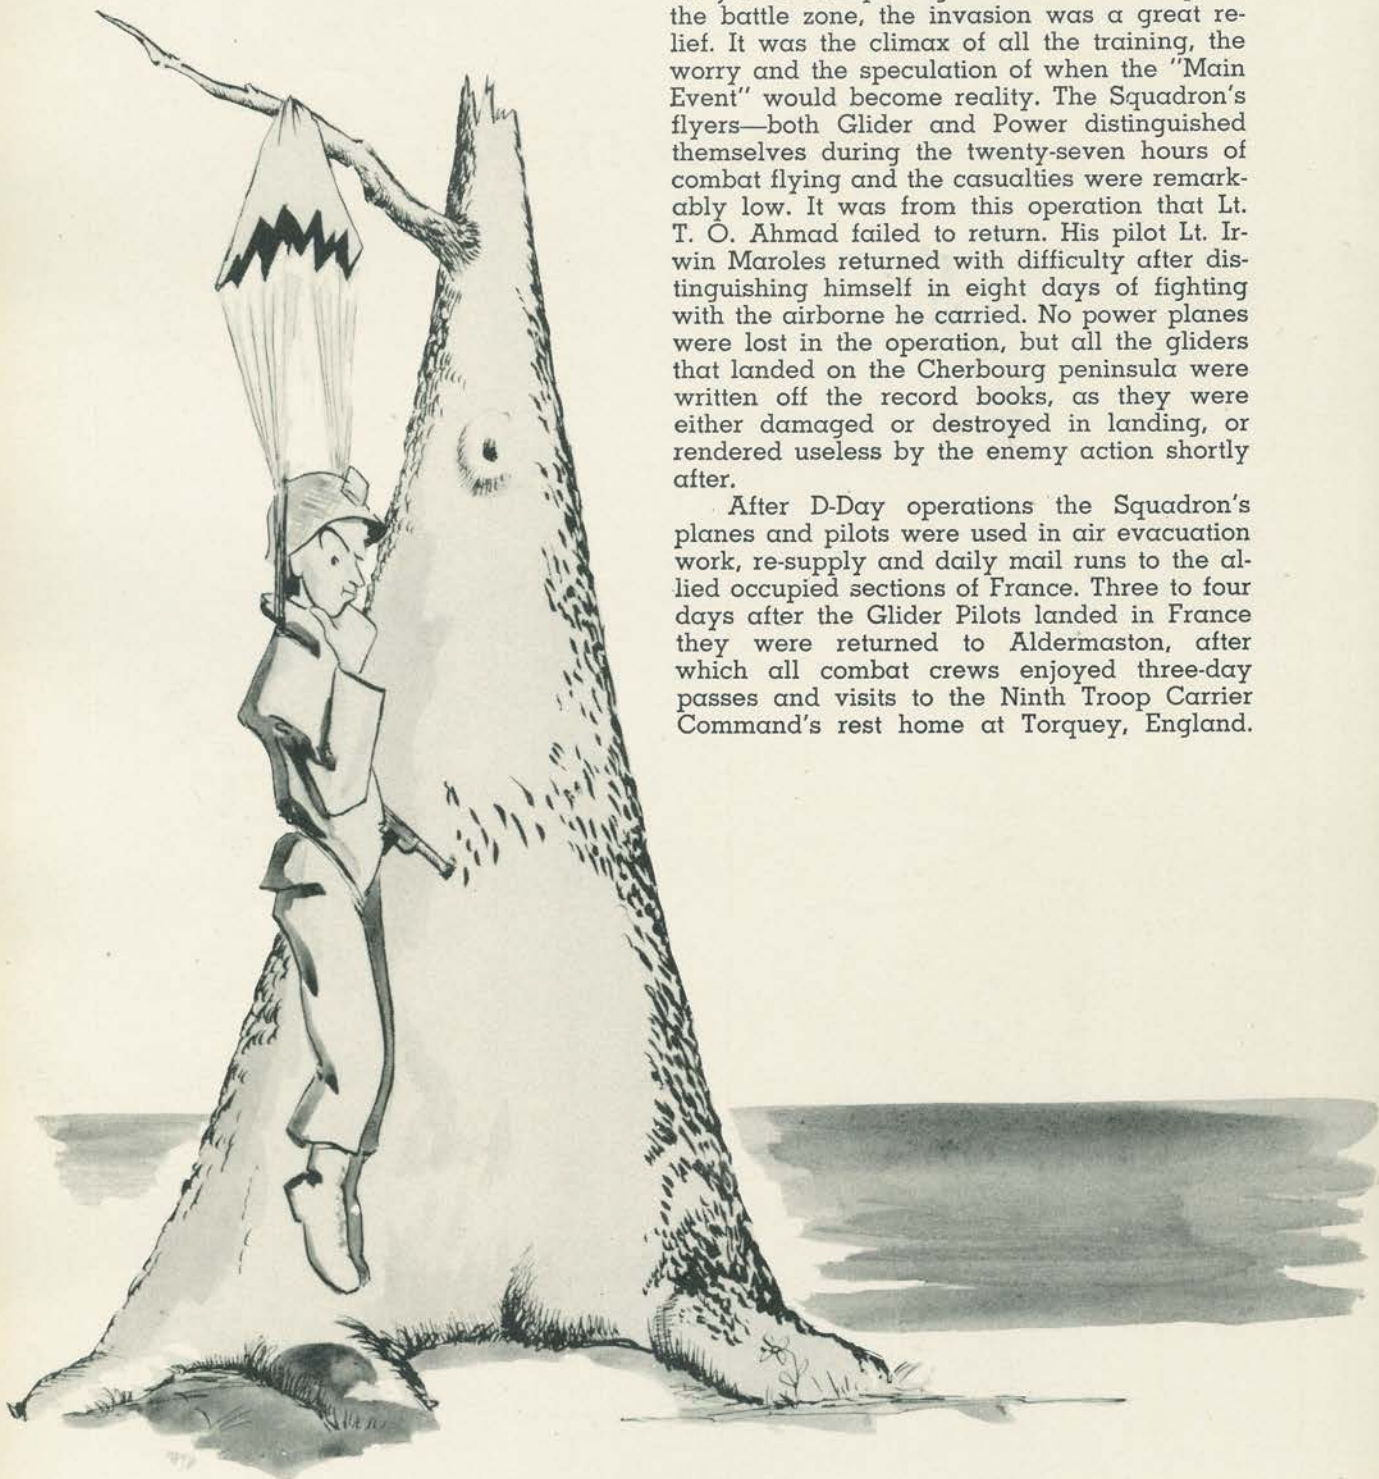 the battle zone, the invasion was a great re-
lief. It was the climax of all the training, the
worry and the speculation of when the "Main
Event" would become reality. The Squadron's
flyers—both Glider and Power distinguished
themselves during the twenty-seven hours of
combat flying and the casualties were remark-
ably low. It was from this operation that Lt.
T. O. Ahmad failed to return. His pilot Lt. Ir-
win Maroles returned with difficulty after dis-
tinguishing himself in eight days of fighting
with the airborne he carried. No power planes
were lost in the operation, but all the gliders
that landed on the Cherbourg peninsula were
written off the record books, as they were
either damaged or destroyed in landing, or
rendered useless by the enemy action shortly
after.
After D-Day operations the Squadron's
planes and pilots were used in air evacuation
work, re-supply and daily mail runs to the al-
lied occupied sections of France. Three to four
days after the Glider Pilots landed in France
they were returned to Aldermaston, after
which all combat crews enjoyed three-day
passes and visits to the Ninth Troop Carrier
Command's rest home at Torquey, England.